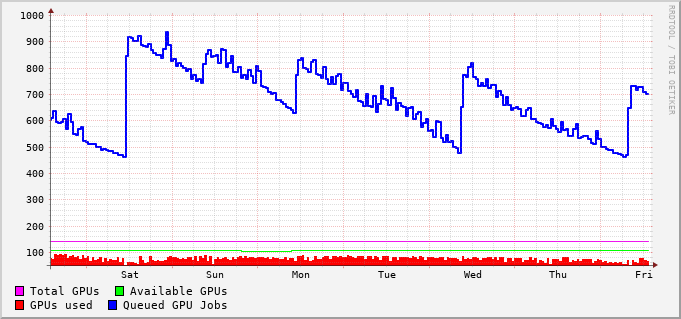 1000
900
800
700
600
500
400
300
200
100
Sat Sun Mon Tue Wed Thu Fri
Total GPUs Available GPUs
GPUs used Queued GPU Jobs
RRDTOOL / TOBI OETIKER